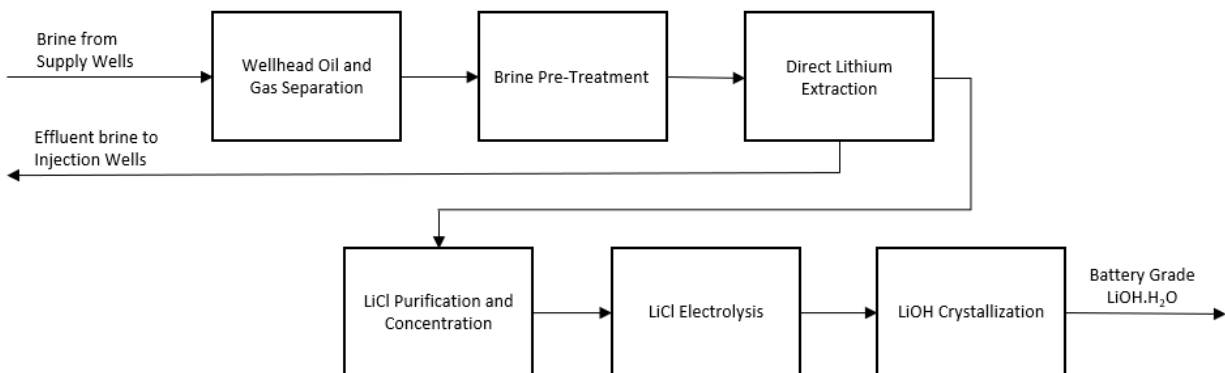 Brine from
Supply Wells
Wellhead Oil and
Gas Separation
Brine Pre-Treatment
Direct Lithium
Extraction
Effluent brine to
Injection Wells
LiCl Purification and
Concentration
LiCl Electrolysis
LiOH Crystallization
Battery Grade
LiOH.H₂O